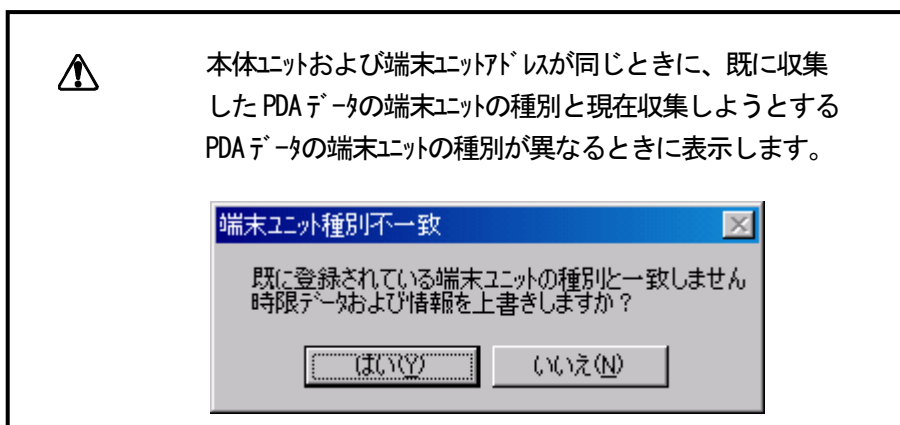 本体ﾕﾆｯﾄおよび端末ﾕﾆｯﾄｱﾄﾞﾚｽが同じときに、既に収集
した PDA ﾃﾞｰﾀの端末ﾕﾆｯﾄの種別と現在収集しようとする
PDA ﾃﾞｰﾀの端末ﾕﾆｯﾄの種別が異なるときに表示します。
端末ﾕﾆｯﾄ種別不一致
既に登録されている端末ﾕﾆｯﾄの種別と一致しません
時限ﾃﾞｰﾀおよび情報を上書きしますか？
はい(Y)
いいえ(N)